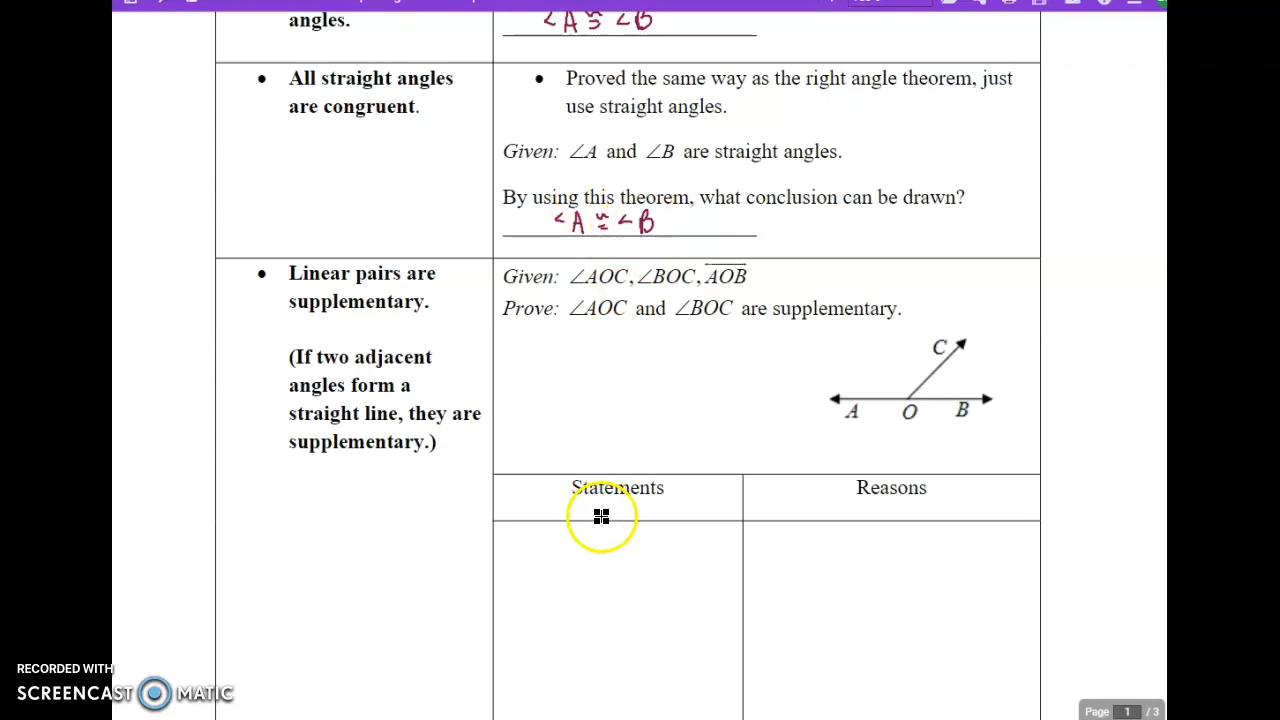 angles.
∠A ≅ ∠B
• All straight angles
are congruent.
• Proved the same way as the right angle theorem, just
use straight angles.
Given: ∠A and ∠B are straight angles.
By using this theorem, what conclusion can be drawn?
∠A ≅ ∠B
• Linear pairs are
supplementary.
(If two adjacent
angles form a
straight line, they are
supplementary.)
Given: ∠AOC, ∠BOC, AOB
Prove: ∠AOC and ∠BOC are supplementary.
C
A O B
Statements Reasons
RECORDED WITH
SCREENCAST MATIC
Page 1 / 3